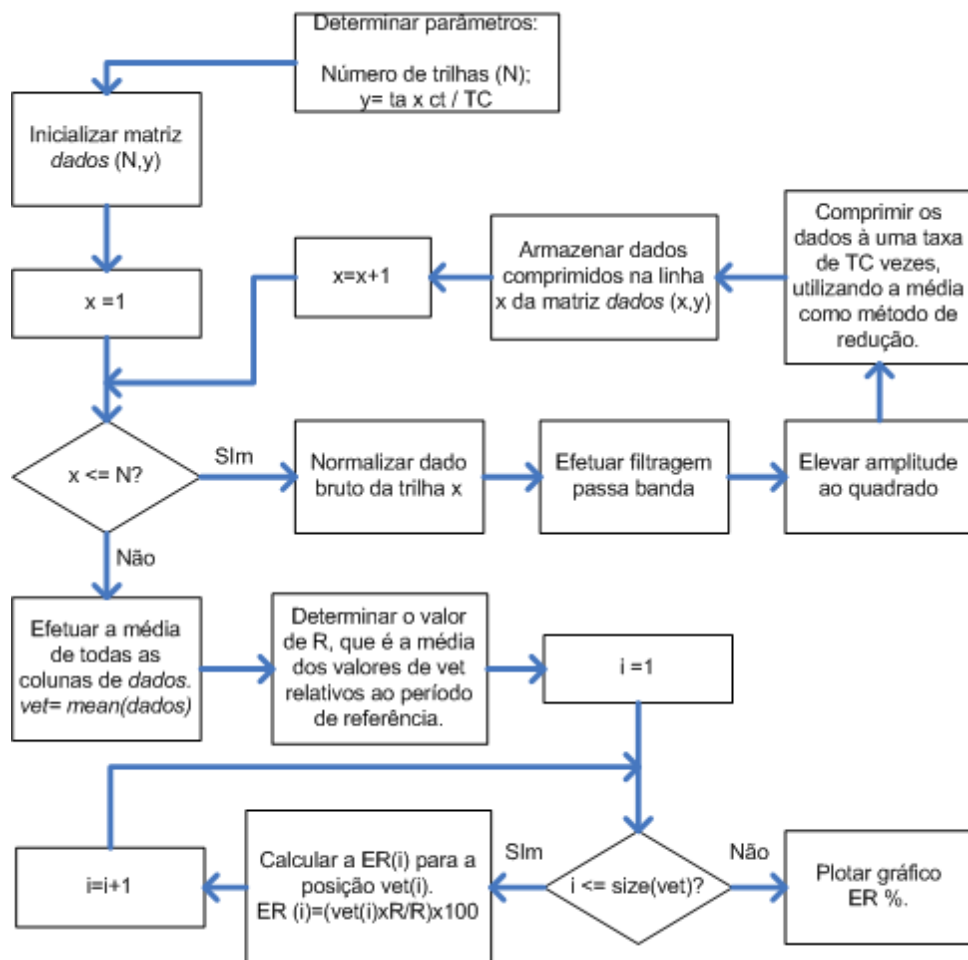 Determinar parâmetros:
Número de trilhas (N);
y= ta x ct / TC
Inicializar matriz
dados (N,y)
x =1
x <= N?
SIm
Normalizar dado
bruto da trilha x
Efetuar filtragem
passa banda
Elevar amplitude
ao quadrado
Comprimir os
dados à uma taxa
de TC vezes,
utilizando a média
como método de
redução.
Armazenar dados
comprimidos na linha
x da matriz dados (x,y)
x=x+1
Não
Efetuar a média
de todas as
colunas de dados.
vet= mean(dados)
Determinar o valor
de R, que é a média
dos valores de vet
relativos ao período
de referência.
i =1
i <= size(vet)?
SIm
Calcular a ER(i) para a
posição vet(i).
ER (i)=(vet(i)xR/R)x100
i=i+1
Não
Plotar gráfico
ER %.